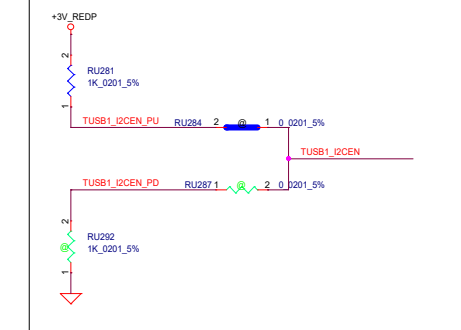 +3V_REDP
2
RU281
1K_0201_5%
1
TUSB1_I2CEN_PU
RU284
2
@
1
0_0201_5%
TUSB1_I2CEN
TUSB1_I2CEN_PD
RU287
1
@
2
0_0201_5%
2
RU292
@
1K_0201_5%
1